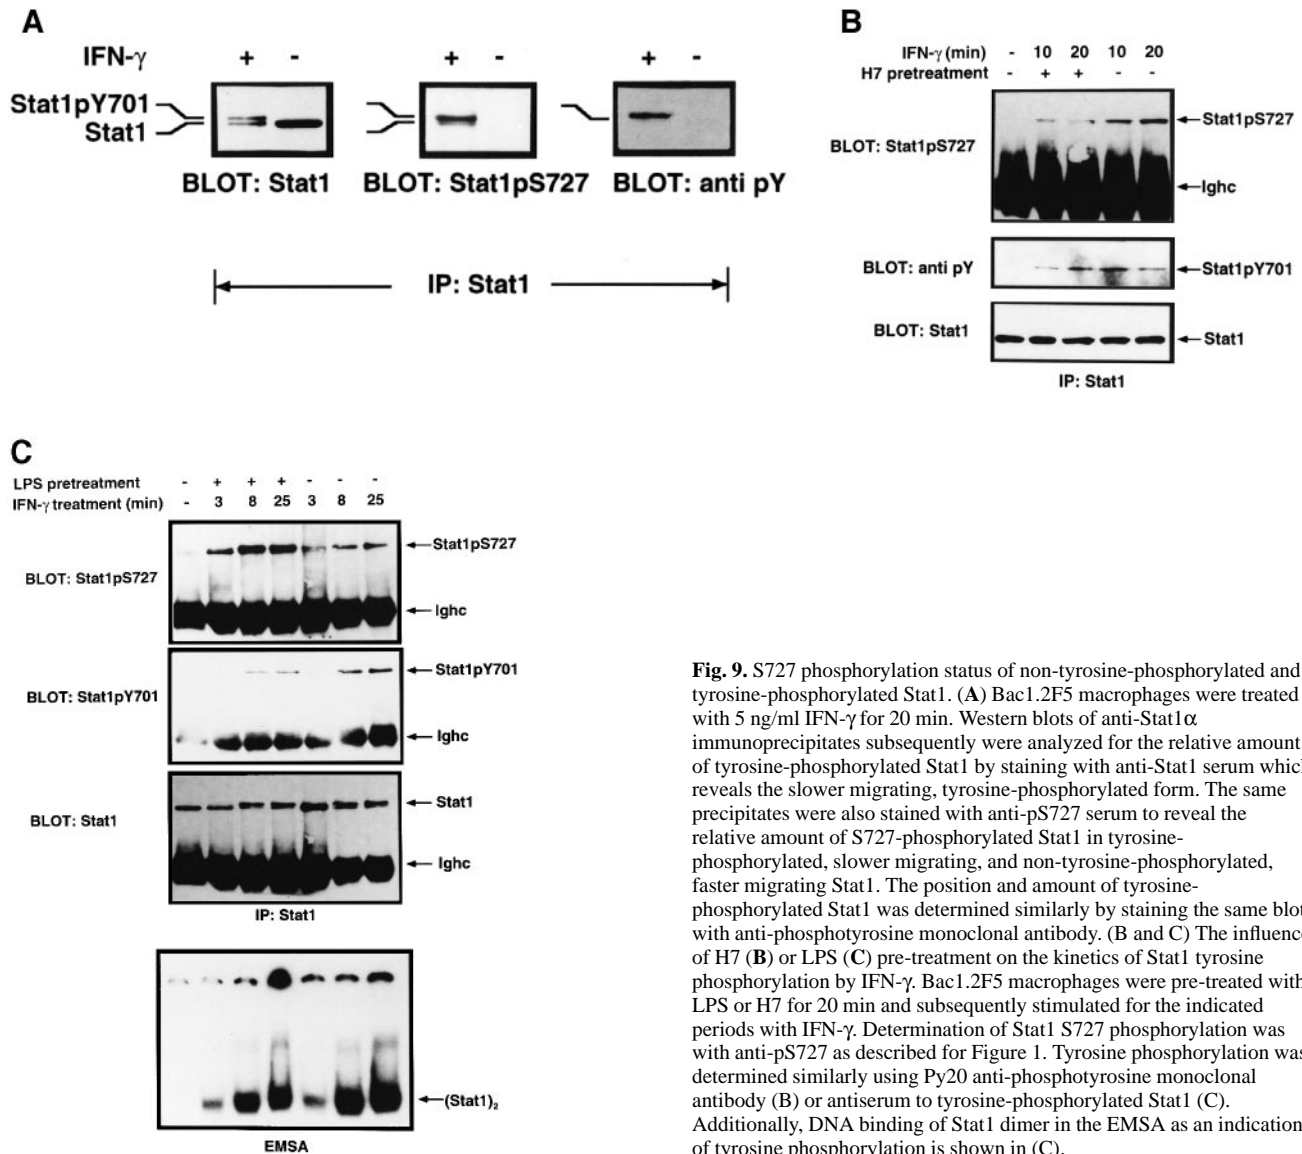 A
IFN-γ + - + - + -
Stat1pY701
Stat1
BLOT: Stat1 BLOT: Stat1pS727 BLOT: anti pY
IP: Stat1
B
IFN-γ (min) - 10 20 10 20
H7 pretreatment - + + - -
BLOT: Stat1pS727
Stat1pS727
Ighc
BLOT: anti pY
Stat1pY701
BLOT: Stat1
Stat1
IP: Stat1
C
LPS pretreatment - + + + - - -
IFN-γ treatment (min) - 3 8 25 3 8 25
BLOT: Stat1pS727
Stat1pS727
Ighc
BLOT: Stat1pY701
Stat1pY701
Ighc
BLOT: Stat1
Stat1
Ighc
IP: Stat1
(Stat1)₂
EMSA
Fig. 9. S727 phosphorylation status of non-tyrosine-phosphorylated and
tyrosine-phosphorylated Stat1. (A) Bac1.2F5 macrophages were treated
with 5 ng/ml IFN-γ for 20 min. Western blots of anti-Stat1α
immunoprecipitates subsequently were analyzed for the relative amount
of tyrosine-phosphorylated Stat1 by staining with anti-Stat1 serum which
reveals the slower migrating, tyrosine-phosphorylated form. The same
precipitates were also stained with anti-pS727 serum to reveal the
relative amount of S727-phosphorylated Stat1 in tyrosine-
phosphorylated, slower migrating, and non-tyrosine-phosphorylated,
faster migrating Stat1. The position and amount of tyrosine-
phosphorylated Stat1 was determined similarly by staining the same blot
with anti-phosphotyrosine monoclonal antibody. (B and C) The influence
of H7 (B) or LPS (C) pre-treatment on the kinetics of Stat1 tyrosine
phosphorylation by IFN-γ. Bac1.2F5 macrophages were pre-treated with
LPS or H7 for 20 min and subsequently stimulated for the indicated
periods with IFN-γ. Determination of Stat1 S727 phosphorylation was
with anti-pS727 as described for Figure 1. Tyrosine phosphorylation was
determined similarly using Py20 anti-phosphotyrosine monoclonal
antibody (B) or antiserum to tyrosine-phosphorylated Stat1 (C).
Additionally, DNA binding of Stat1 dimer in the EMSA as an indication
of tyrosine phosphorylation is shown in (C).